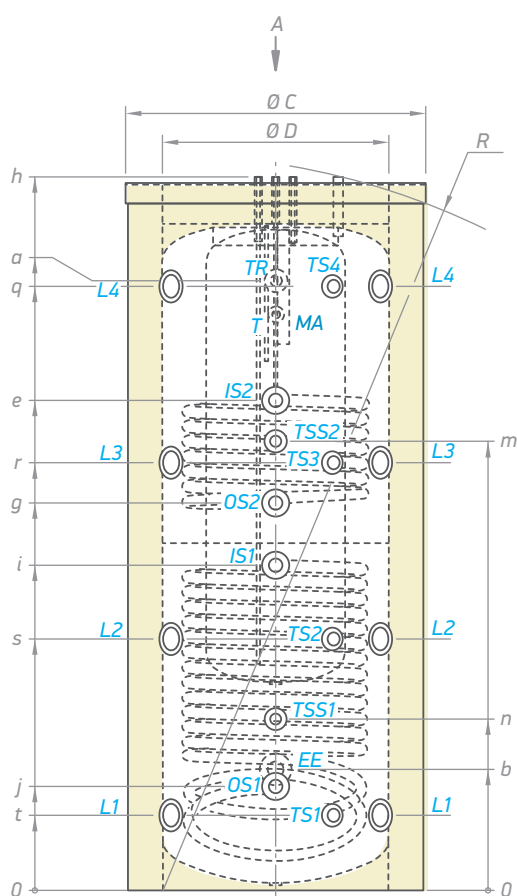 A
Ø C
Ø D
R
h
a
TR
TS4
q
L4
L4
T
MA
e
IS2
TSS2
m
L3
TS3
L3
r
g
OS2
i
IS1
s
L2
TS2
L2
TSS1
n
EE
b
j
OS1
t
L1
TS1
L1
0
0